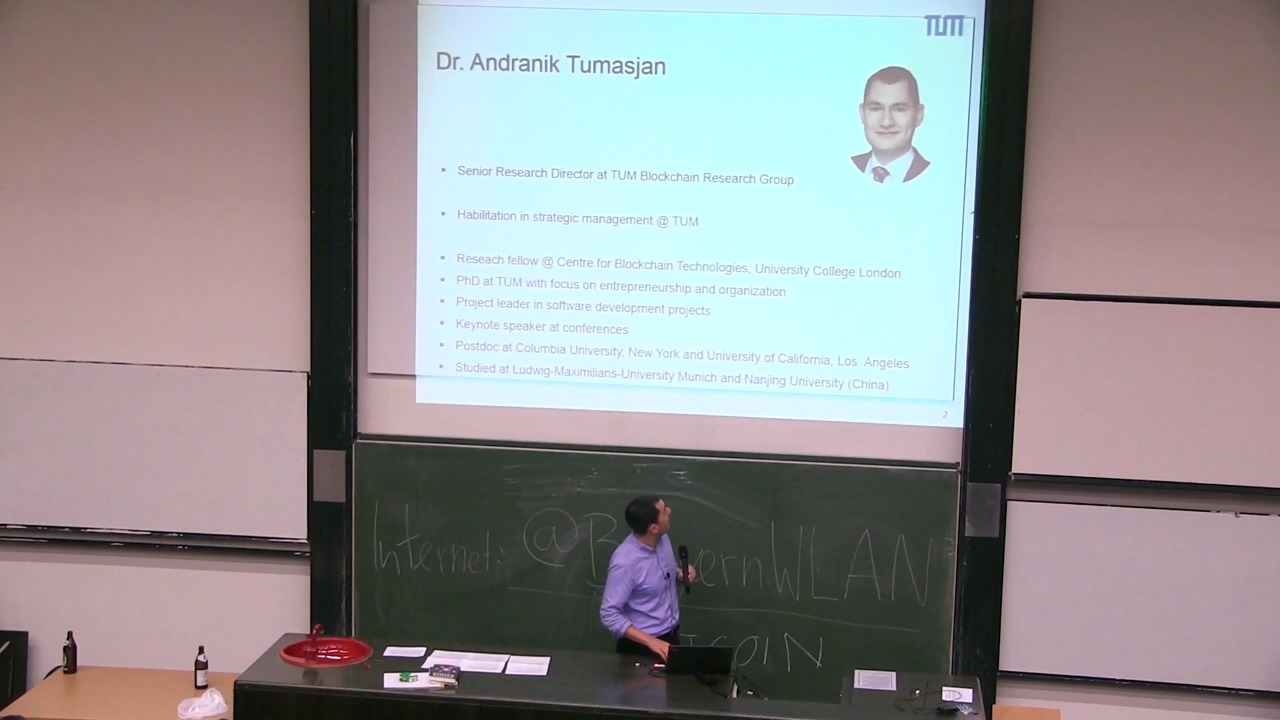 TUM
Dr. Andranik Tumasjan
▪ Senior Research Director at TUM Blockchain Research Group
▪ Habilitation in strategic management @ TUM
▪ Reseach fellow @ Centre for Blockchain Technologies, University College London
▪ PhD at TUM with focus on entrepreneurship and organization
▪ Project leader in software development projects
▪ Keynote speaker at conferences
▪ Postdoc at Columbia University, New York and University of California, Los Angeles
▪ Studied at Ludwig-Maximilians-University Munich and Nanjing University (China)
2
Internet: @B ernWLAN
COIN